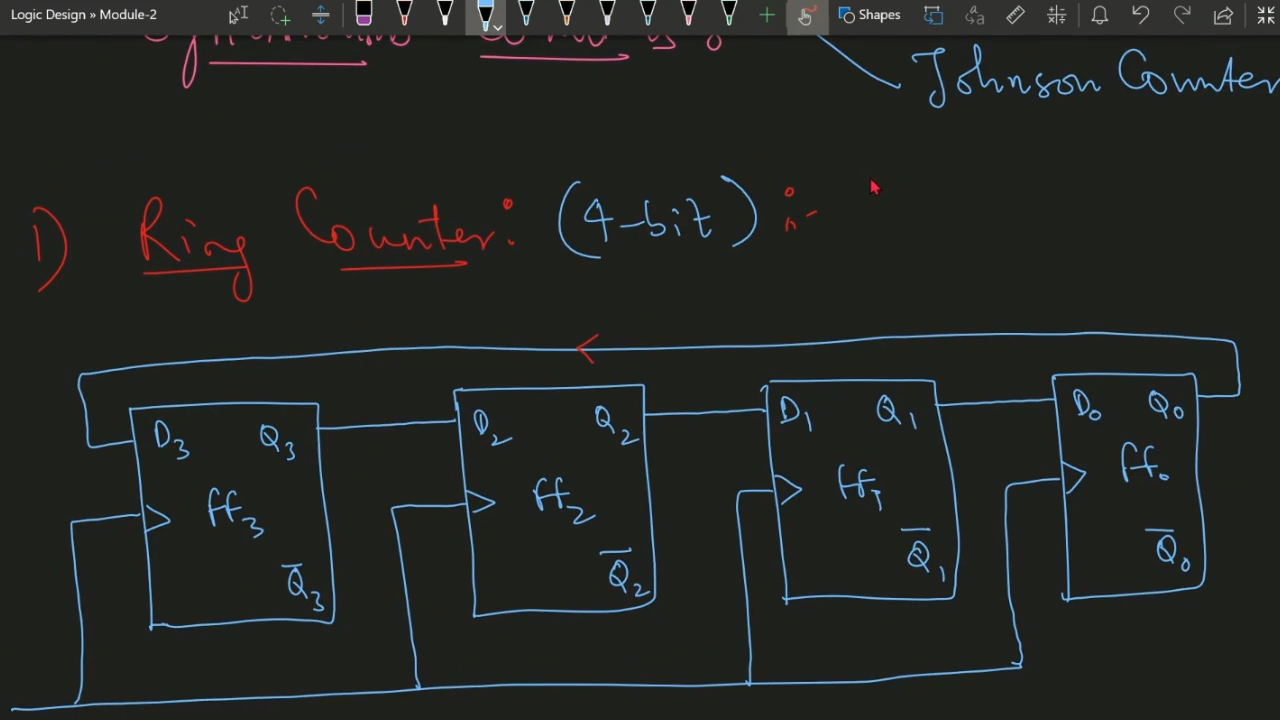 Logic Design » Module-2
Shapes
Johnson Counter
1) Ring Counter: (4-bit) :-
D3 Q3 D2 Q2 D1 Q1 D0 Q0
ff3 ff2 ff1 ff0
Q̅3 Q̅2 Q̅1 Q̅0